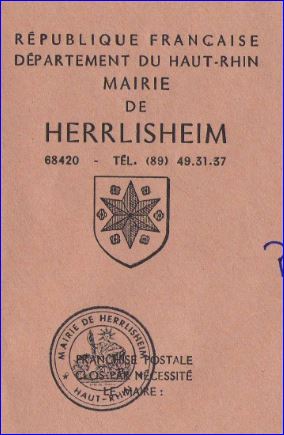 RÉPUBLIQUE FRANÇAISE
DÉPARTEMENT DU HAUT-RHIN
MAIRIE
DE
HERRLISHEIM
68420 - TÉL. (89) 49.31.37
MAIRIE DE HERRLISHEIM
* HAUT-RHIN *
FRANCHISE POSTALE
CLOS PAR NÉCESSITÉ
LE MAIRE :